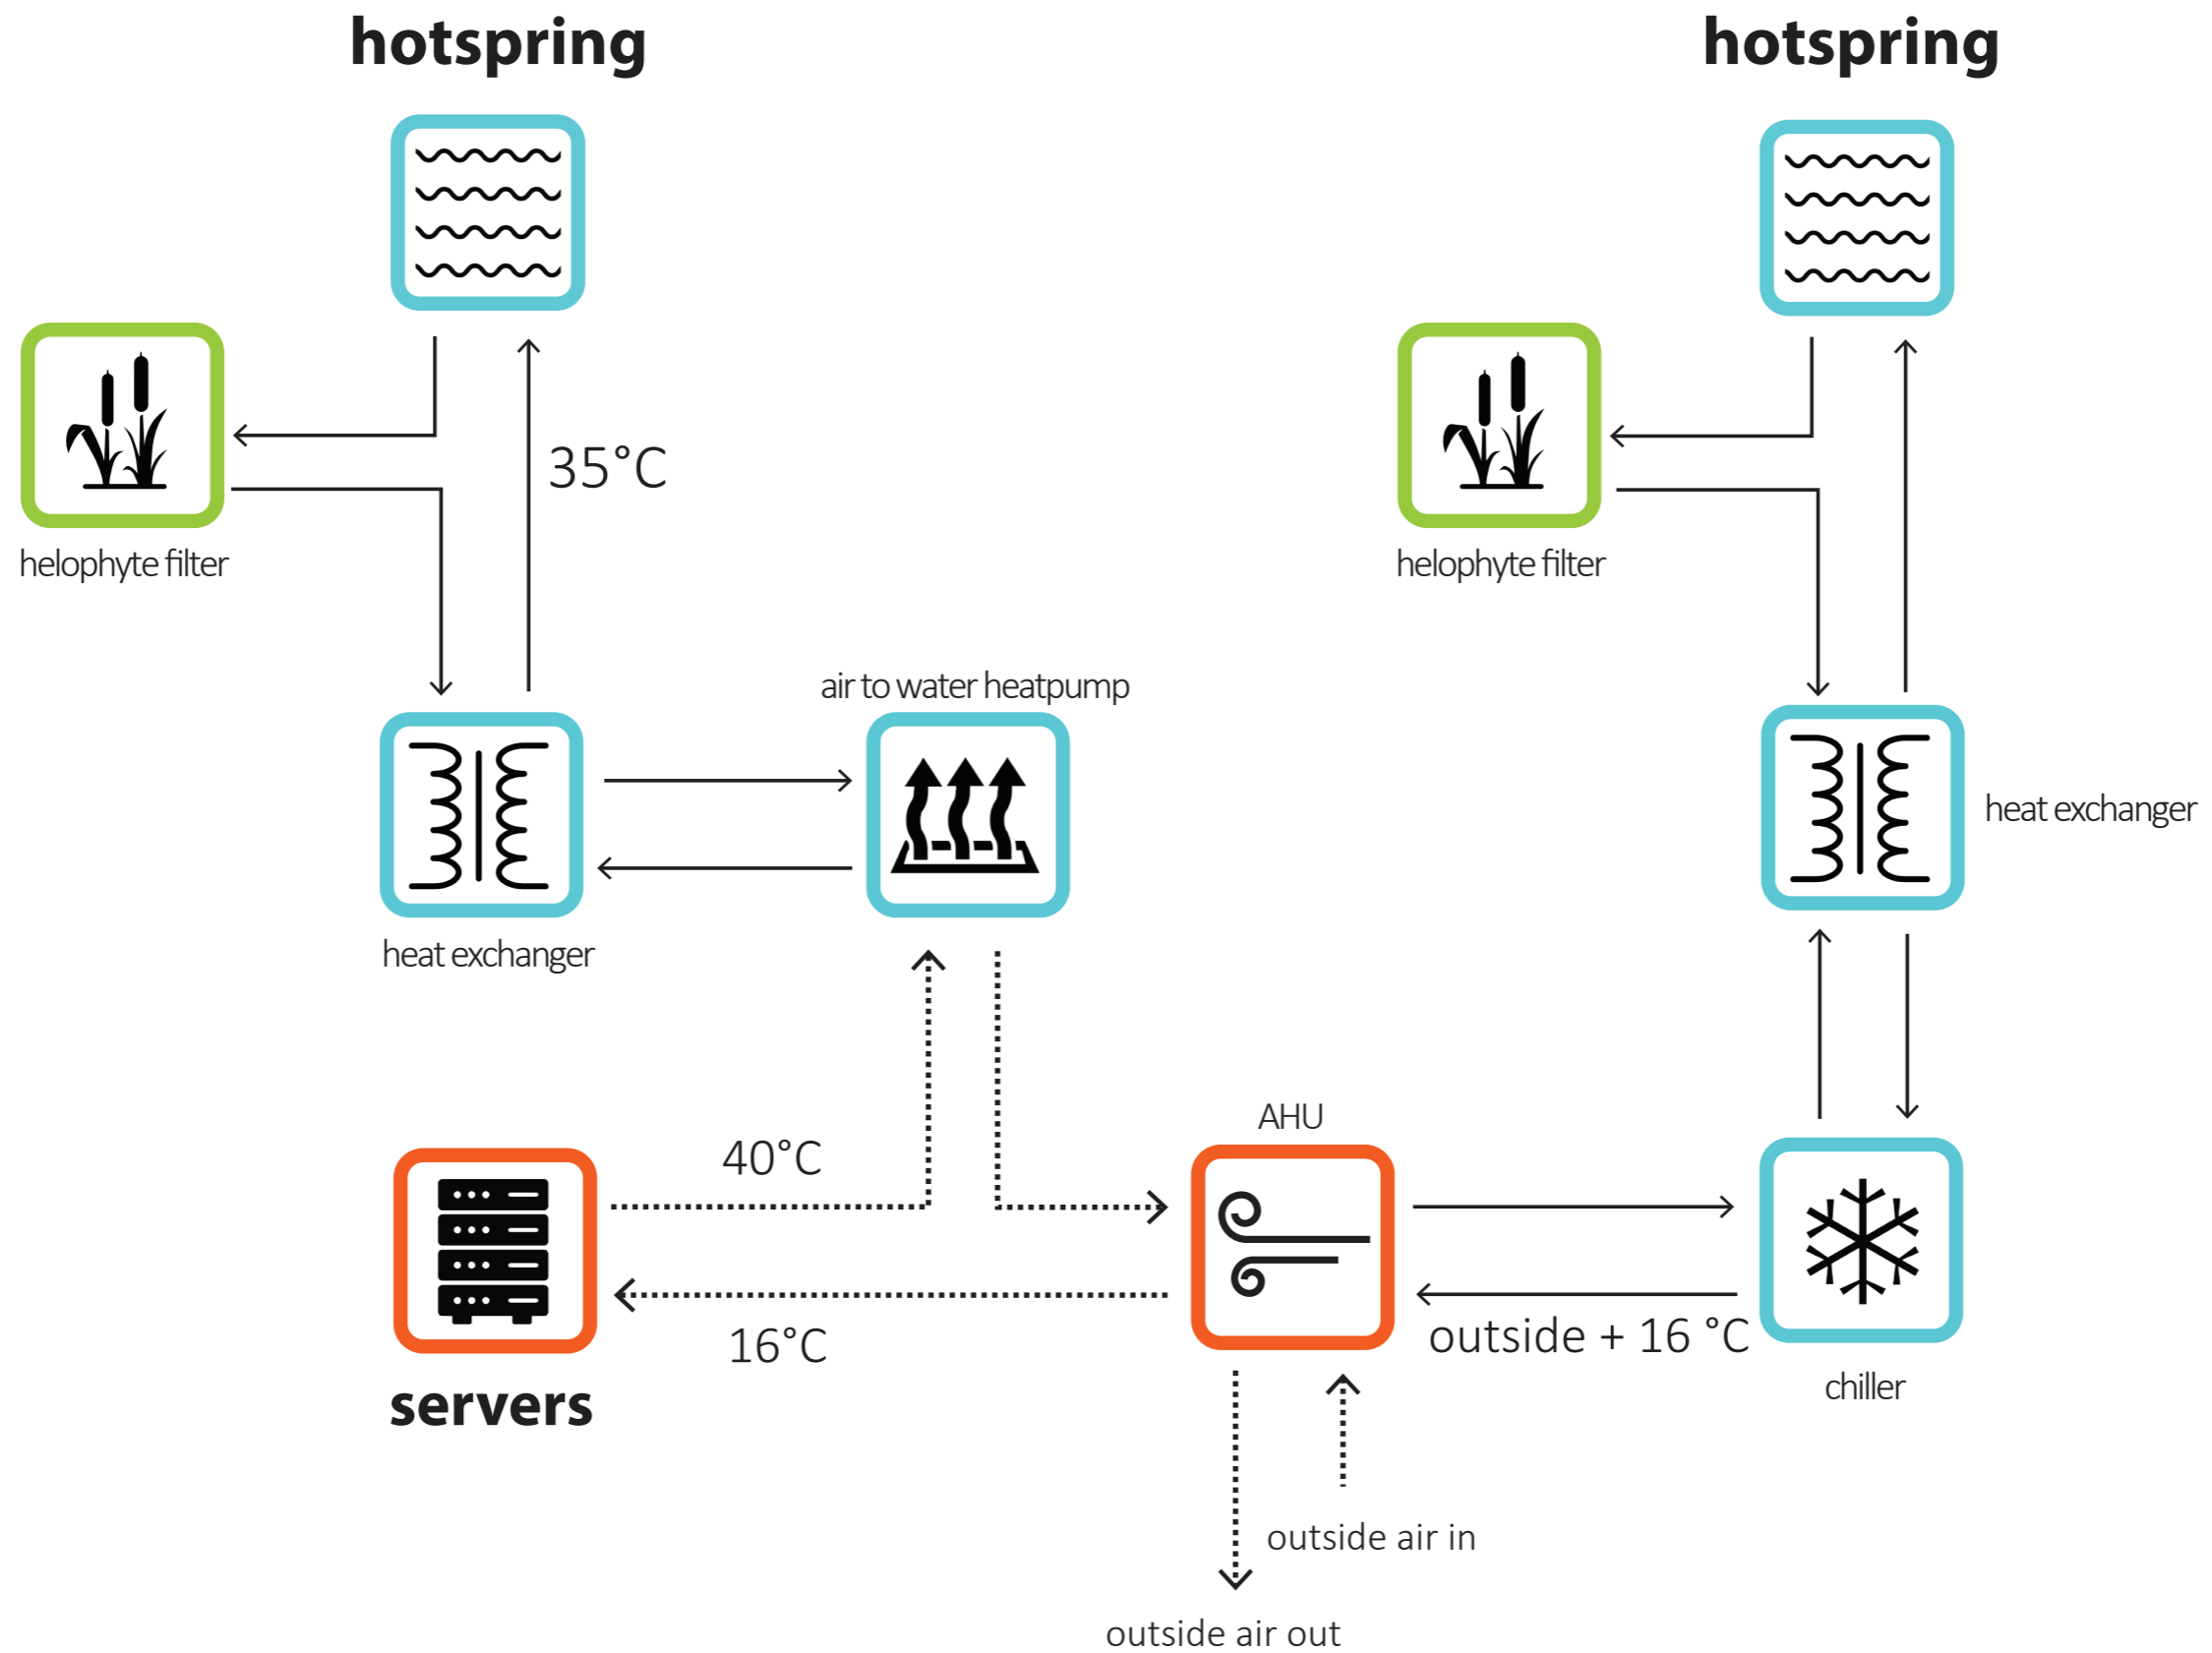 hotspring
hotspring
35°C
helophyte filter
helophyte filter
air to water heatpump
heat exchanger
heat exchanger
AHU
40°C
outside + 16 °C
16°C
chiller
servers
outside air in
outside air out